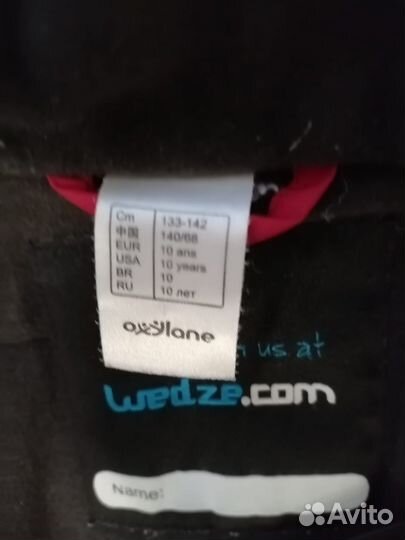 Cm 133-142
中国 140/68
EUR 10 ans
USA 10 years
BR 10
RU 10 лет
oxylane
us at
wedze.com
Name:
Avito